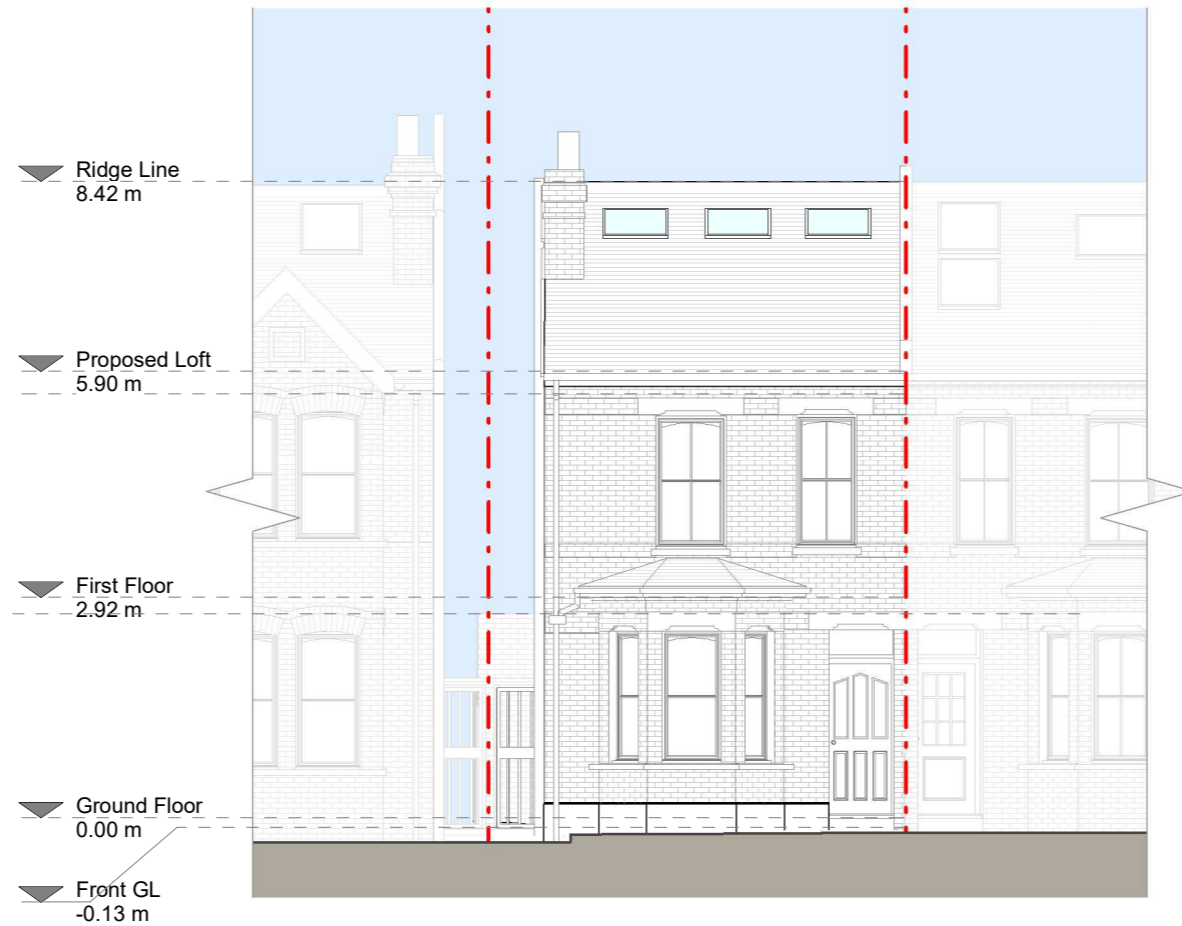 Ridge Line
8.42 m
Proposed Loft
5.90 m
First Floor
2.92 m
Ground Floor
0.00 m
Front GL
-0.13 m